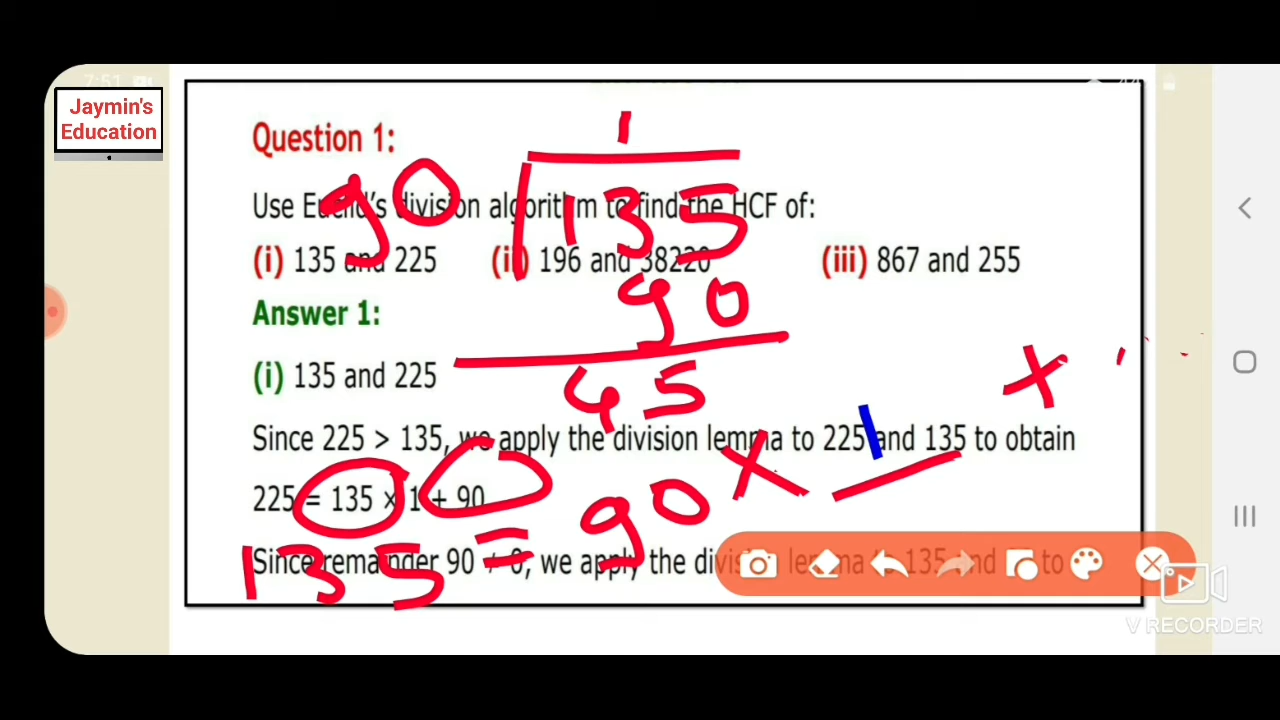 7:51
Jaymin's
Education
Question 1:
1
90 135
Use Euclid's division algorithm to find the HCF of:
(i) 135 and 225 (ii) 196 and 38220 (iii) 867 and 255
90
Answer 1:
45
(i) 135 and 225
Since 225 > 135, we apply the division lemma to 225 and 135 to obtain
225 = 135 × 1 + 90
135 = 90 × 1 +
Since remainder 90 ≠ 0, we apply the division lemma to 135 and to
V RECORDER